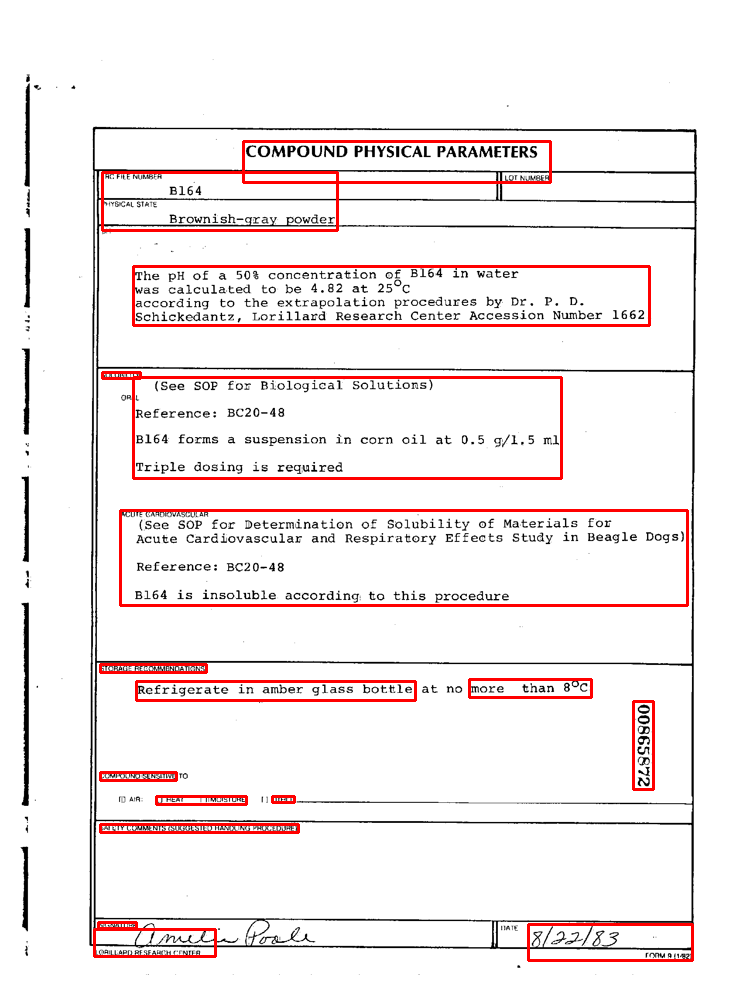 COMPOUND PHYSICAL PARAMETERS
RC FILE NUMBER
B164
LOT NUMBER
PHYSICAL STATE
Brownish-gray powder
The pH of a 50% concentration of B164 in water
was calculated to be 4.82 at 25°C
according to the extrapolation procedures by Dr. P. D.
Schickedantz, Lorillard Research Center Accession Number 1662
(See SOP for Biological Solutions)
ORAL
Reference: BC20-48
B164 forms a suspension in corn oil at 0.5 g/1.5 ml
Triple dosing is required
ACUTE CARDIOVASCULAR
(See SOP for Determination of Solubility of Materials for
Acute Cardiovascular and Respiratory Effects Study in Beagle Dogs)
Reference: BC20-48
B164 is insoluble according to this procedure
STORAGE RECOMMENDATIONS
Refrigerate in amber glass bottle at no more than 8°C
00865872
COMPOUND SENSITIVE TO
[ ] AIR: [ ] HEAT [ ] MOISTURE [ ] OTHER
SAFETY COMMENTS (SUGGESTED HANDLING PROCEDURE)
SIGNATURE
Amelia Poole
DATE
8/22/83
LORILLARD RESEARCH CENTER
FORM 9 (1/82)